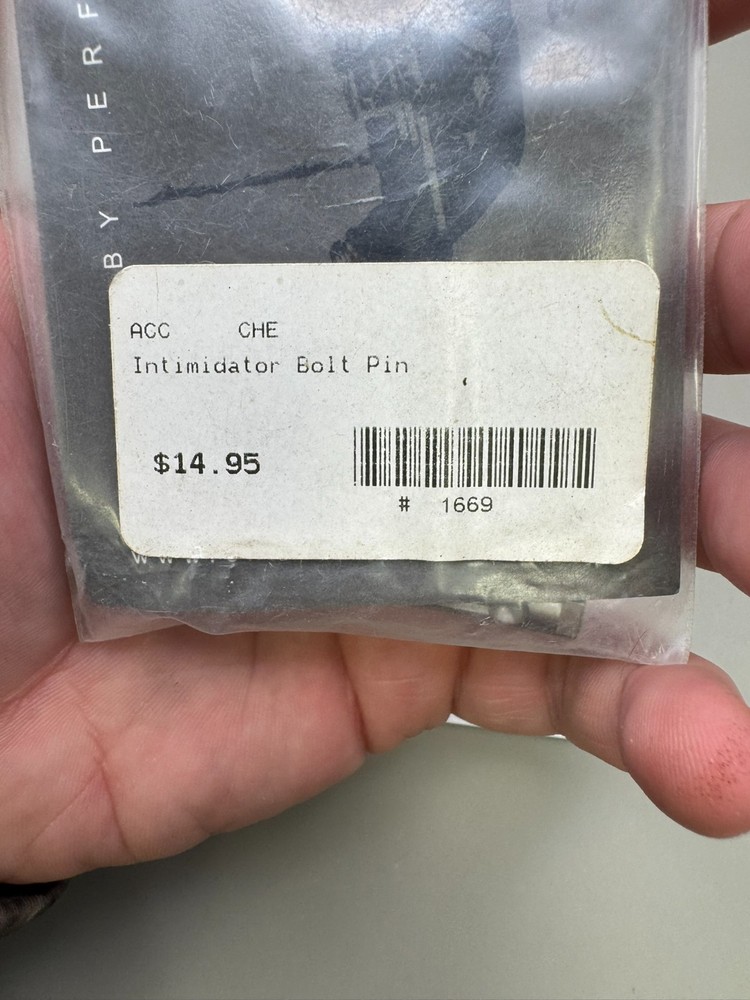 BY PERF
ACC CHE
Intimidator Bolt Pin
$14.95
# 1669